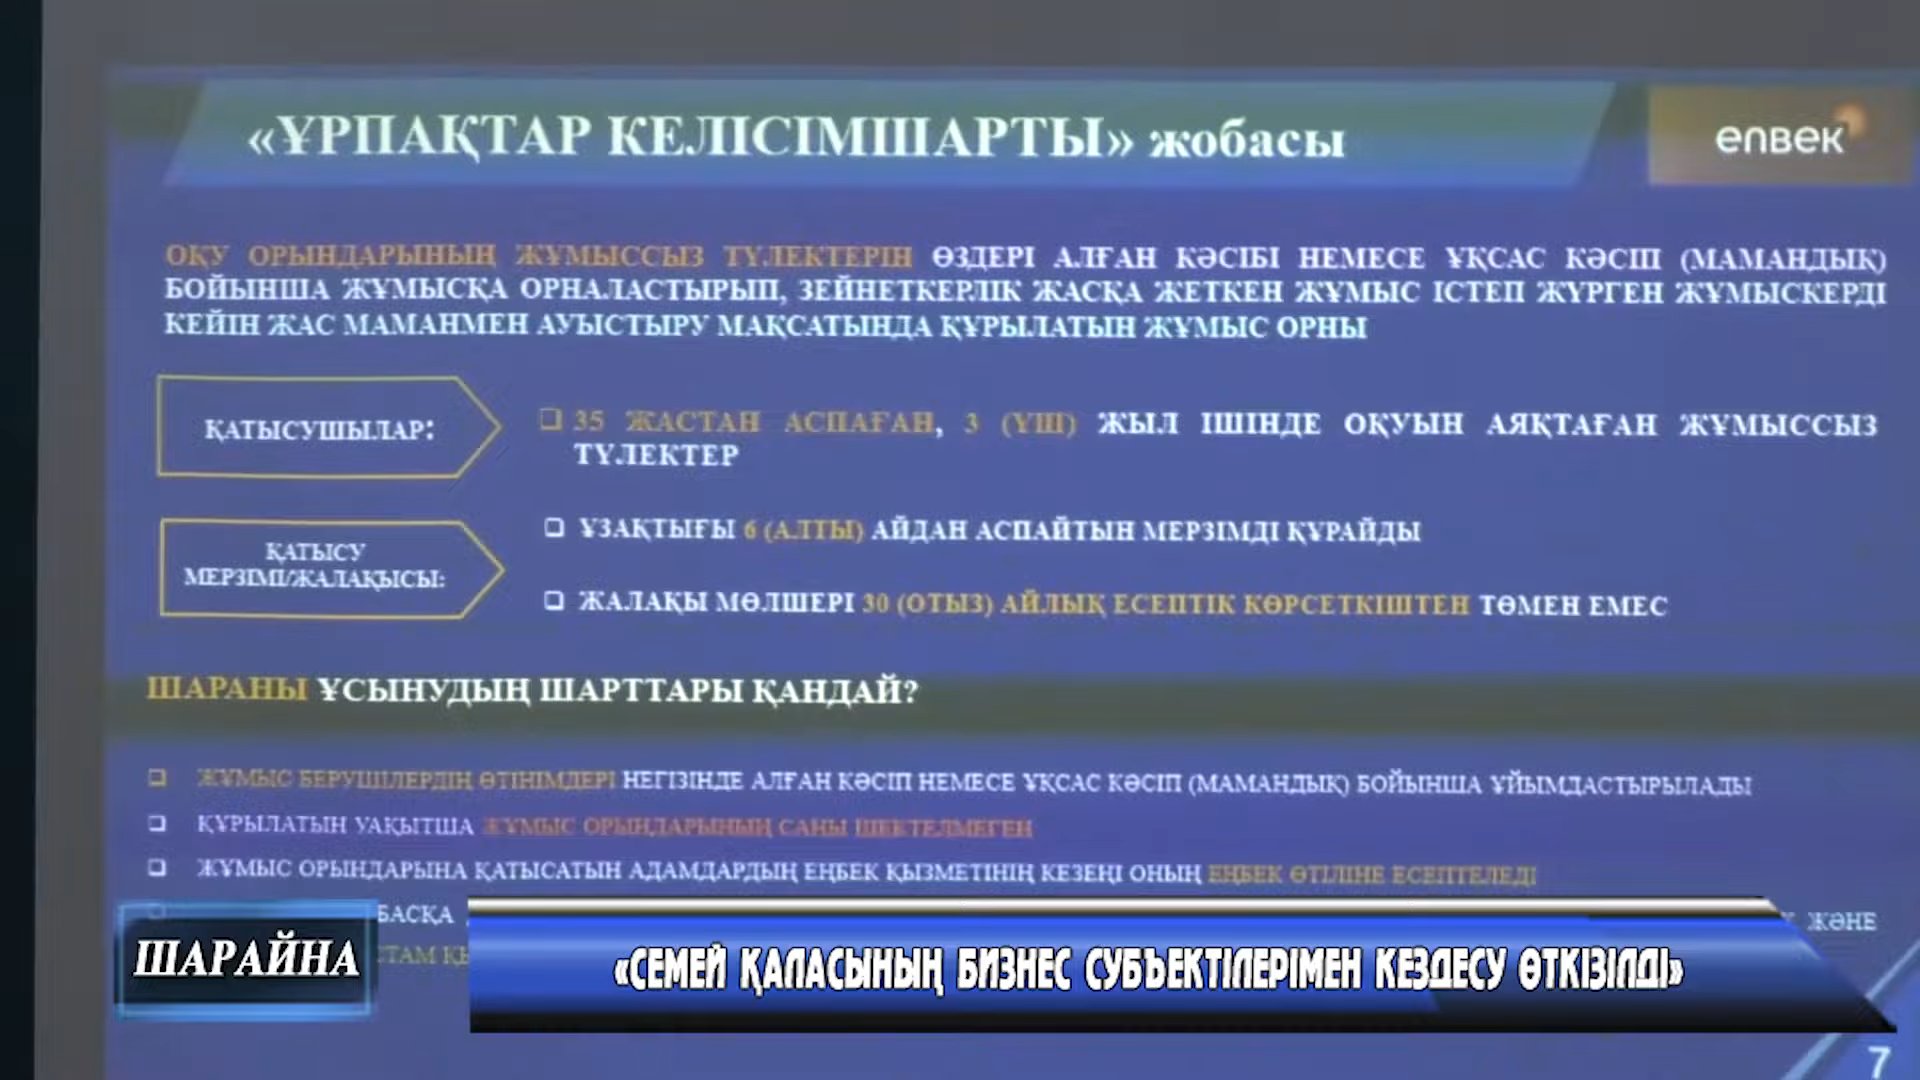 «ҰРПАҚТАР КЕЛІСІМШАРТЫ» жобасы
еңбек
ОҚУ ОРЫНДАРЫНЫҢ ЖҰМЫССЫЗ ТҮЛЕКТЕРІН ӨЗДЕРІ АЛҒАН КӘСІБІ НЕМЕСЕ ҰҚСАС КӘСІП (МАМАНДЫҚ)
БОЙЫНША ЖҰМЫСҚА ОРНАЛАСТЫРЫП, ЗЕЙНЕТКЕРЛІК ЖАСҚА ЖЕТКЕН ЖҰМЫС ІСТЕП ЖҮРГЕН ЖҰМЫСКЕРДІ
КЕЙІН ЖАС МАМАНМЕН АУЫСТЫРУ МАҚСАТЫНДА ҚҰРЫЛАТЫН ЖҰМЫС ОРНЫ
ҚАТЫСУШЫЛАР:
❑ 35 ЖАСТАН АСПАҒАН, 3 (ҮШ) ЖЫЛ ІШІНДЕ ОҚУЫН АЯҚТАҒАН ЖҰМЫССЫЗ
ТҮЛЕКТЕР
ҚАТЫСУ
МЕРЗІМІ/ЖАЛАҚЫСЫ:
❑ ҰЗАҚТЫҒЫ 6 (АЛТЫ) АЙДАН АСПАЙТЫН МЕРЗІМДІ ҚҰРАЙДЫ
❑ ЖАЛАҚЫ МӨЛШЕРІ 30 (ОТЫЗ) АЙЛЫҚ ЕСЕПТІК КӨРСЕТКІШТЕН ТӨМЕН ЕМЕС
ШАРАНЫ ҰСЫНУДЫҢ ШАРТТАРЫ ҚАНДАЙ?
❑ ЖҰМЫС БЕРУШІЛЕРДІҢ ӨТІНІМДЕРІ НЕГІЗІНДЕ АЛҒАН КӘСІП НЕМЕСЕ ҰҚСАС КӘСІП (МАМАНДЫҚ) БОЙЫНША ҰЙЫМДАСТЫРЫЛАДЫ
❑ ҚҰРЫЛАТЫН УАҚЫТША ЖҰМЫС ОРЫНДАРЫНЫҢ САНЫ ШЕКТЕЛМЕГЕН
❑ ЖҰМЫС ОРЫНДАРЫНА ҚАТЫСАТЫН АДАМДАРДЫҢ ЕҢБЕК ҚЫЗМЕТІНІҢ КЕЗЕҢІ ОНЫҢ ЕҢБЕК ӨТІЛІНЕ ЕСЕПТЕЛЕДІ
БАСҚА ЖӘНЕ
ШАРАЙНА
«СЕМЕЙ ҚАЛАСЫНЫҢ БИЗНЕС СУБЪЕКТІЛЕРІМЕН КЕЗДЕСУ ӨТКІЗІЛДІ»
7